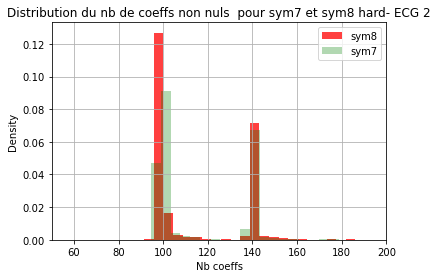 Distribution du nb de coeffs non nuls  pour sym7 et sym8 hard- ECG 2
sym8
sym7
0.12
0.10
0.08
0.06
0.04
0.02
0.00
Density
60 80 100 120 140 160 180 200
Nb coeffs